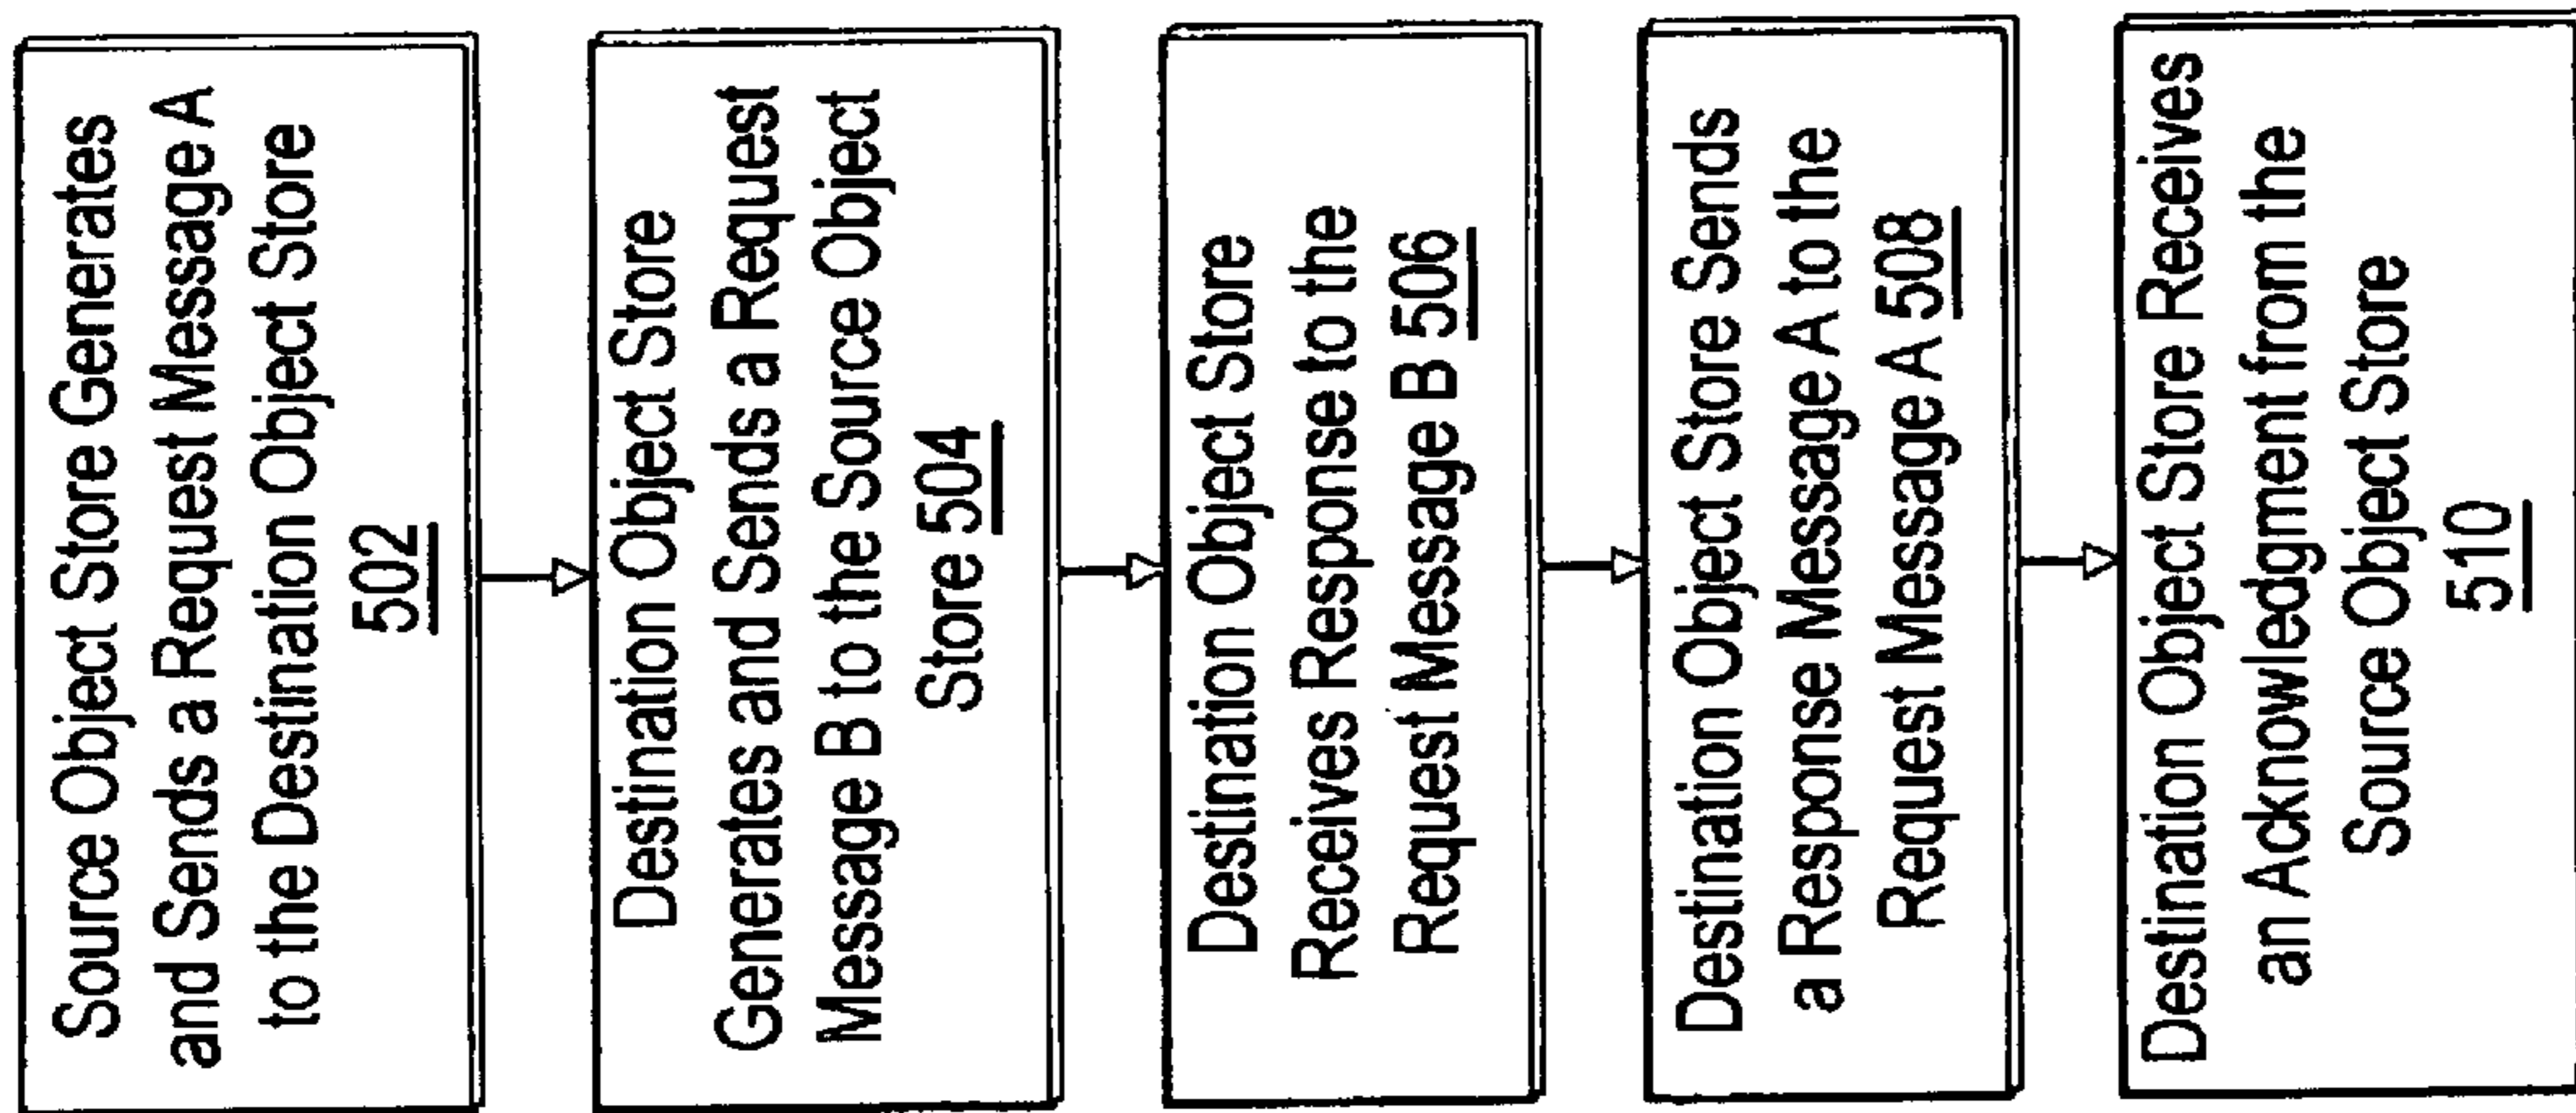 Source Object Store Generates
and Sends a Request Message A
to the Destination Object Store
502
Destination Object Store
Generates and Sends a Request
Message B to the Source Object
Store 504
Destination Object Store
Receives Response to the
Request Message B 506
Destination Object Store Sends
a Response Message A to the
Request Message A 508
Destination Object Store Receives
an Acknowledgment from the
Source Object Store
510